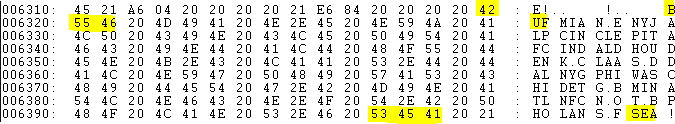 006310: 45 21 A6 04 20 20 20 20 21 E6 84 20 20 20 20 42 : E!.. !.. B
006320: 55 46 20 4D 49 41 20 4E 2E 45 20 4E 59 4A 20 41 : UF MIA N.E NYJ A
006330: 4C 50 20 43 49 4E 20 43 4C 45 20 50 49 54 20 41 : LP CIN CLE PIT A
006340: 46 43 20 49 4E 44 20 41 4C 44 20 48 4F 55 20 44 : FC IND ALD HOU D
006350: 45 4E 20 4B 2E 43 20 4C 41 41 20 53 2E 44 20 44 : EN K.C LAA S.D D
006360: 41 4C 20 4E 59 47 20 50 48 49 20 57 41 53 20 43 : AL NYG PHI WAS C
006370: 48 49 20 44 45 54 20 47 2E 42 20 4D 49 4E 20 41 : HI DET G.B MIN A
006380: 54 4C 20 4E 46 43 20 4E 2E 4F 20 54 2E 42 20 50 : TL NFC N.O T.B P
006390: 48 4F 20 4C 41 4E 20 53 2E 46 20 53 45 41 20 21 : HO LAN S.F SEA !